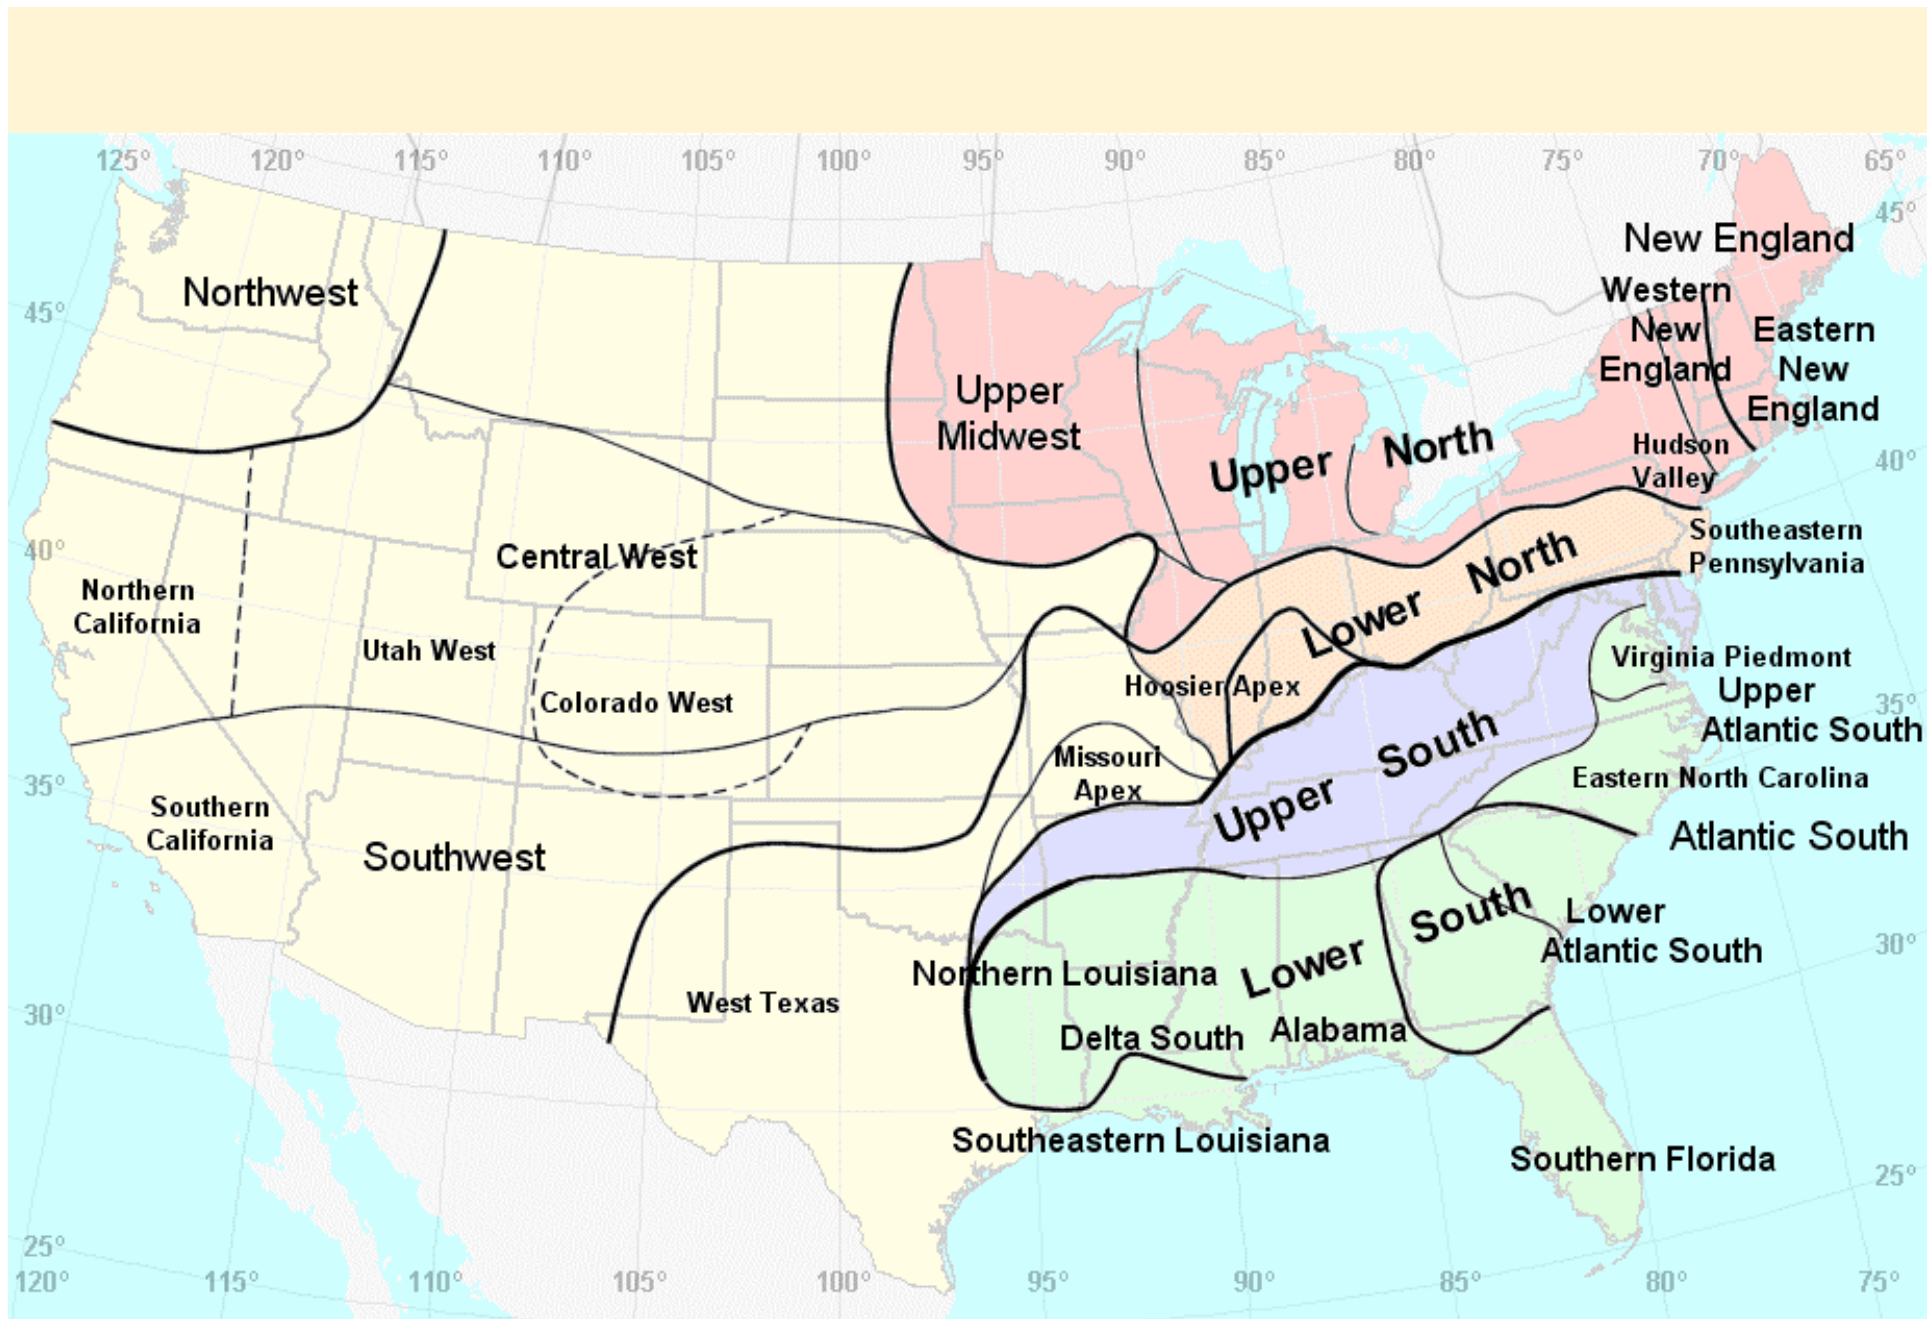 125° 120° 115° 110° 105° 100° 95° 90° 85° 80° 75° 70° 65°
45°
New England
Northwest
Western
New
England
Eastern
New
England
45°
Upper
Midwest
Upper North
Hudson
Valley
40°
40°
Central West
Southeastern
Pennsylvania
Lower North
Northern
California
Utah West
Colorado West
Hoosier Apex
Virginia Piedmont
Upper
Atlantic South
35°
Missouri
Apex
Upper South
Eastern North Carolina
35°
Southern
California
Southwest
Atlantic South
Lower South
Lower
Atlantic South
30°
Northern Louisiana
West Texas
30°
Delta South
Alabama
Southeastern Louisiana
Southern Florida
25°
25°
120° 115° 110° 105° 100° 95° 90° 85° 80° 75°